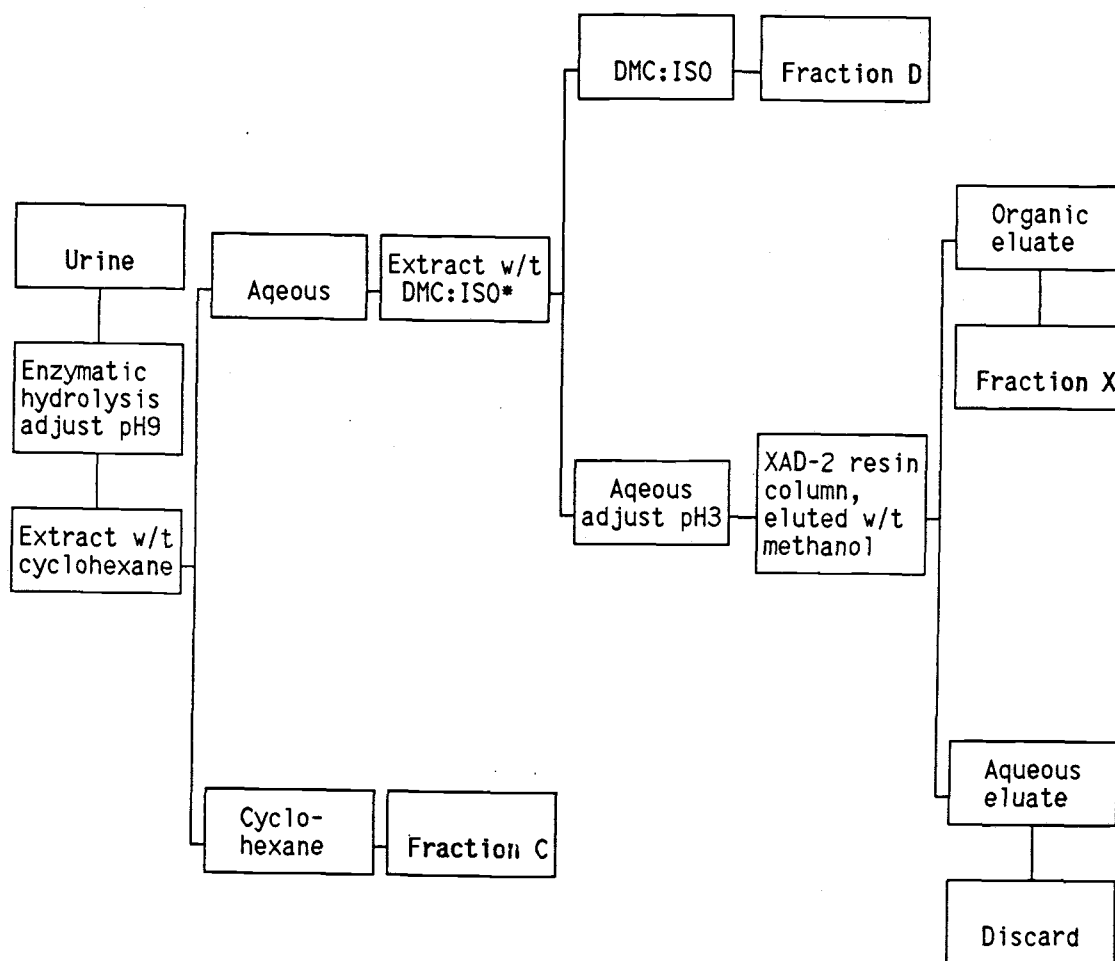 Urine
Enzymatic
hydrolysis
adjust pH9
Extract w/t
cyclohexane
Aqeous
Extract w/t
DMC:ISO*
DMC:ISO
Fraction D
Aqeous
adjust pH3
XAD-2 resin
column,
eluted w/t
methanol
Organic
eluate
Fraction X
Aqueous
eluate
Discard
Cyclo-
hexane
Fraction C